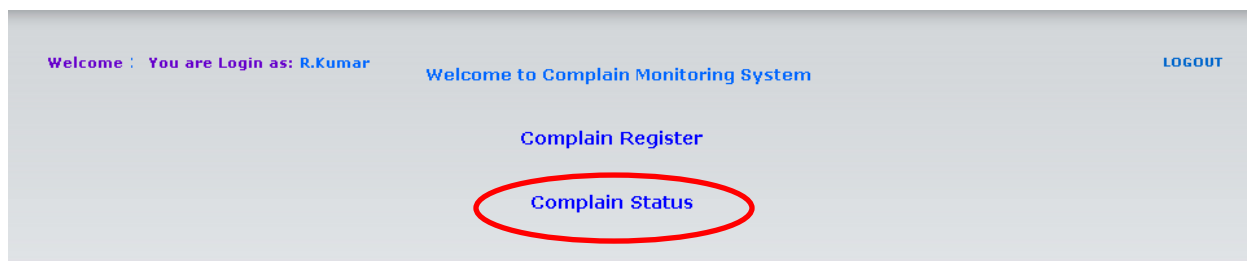 Welcome : You are Login as: R.Kumar
LOGOUT
Welcome to Complain Monitoring System
Complain Register
Complain Status